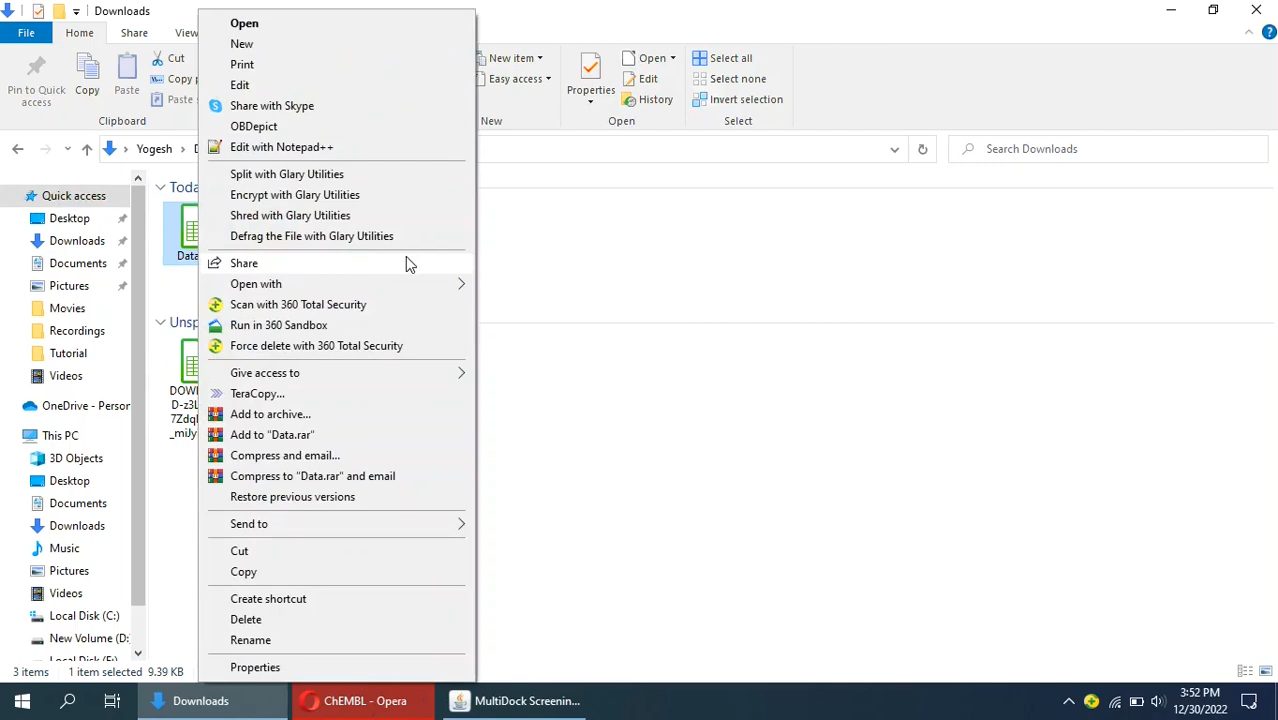 Downloads
File
Home
Share
View
Pin to Quick access
Copy
Paste
Cut
Copy
Paste
Clipboard
New item
Easy access
New
Properties
Open
Edit
History
Open
Select all
Select none
Invert selection
Select
Yogesh
Search Downloads
Quick access
Desktop
Downloads
Documents
Pictures
Movies
Recordings
Tutorial
Videos
OneDrive - Person
This PC
3D Objects
Desktop
Documents
Downloads
Music
Pictures
Videos
Local Disk (C:)
New Volume (D:)
Toda
Data
Unsp
DOW
D-z3L
7Zdql
_miJy
Open
New
Print
Edit
Share with Skype
OBDepict
Edit with Notepad++
Split with Glary Utilities
Encrypt with Glary Utilities
Shred with Glary Utilities
Defrag the File with Glary Utilities
Share
Open with
Scan with 360 Total Security
Run in 360 Sandbox
Force delete with 360 Total Security
Give access to
TeraCopy...
Add to archive...
Add to "Data.rar"
Compress and email...
Compress to "Data.rar" and email
Restore previous versions
Send to
Cut
Copy
Create shortcut
Delete
Rename
Properties
3 items
1 item selected 9.39 KB
Downloads
ChEMBL - Opera
MultiDock Screenin...
3:52 PM
12/30/2022